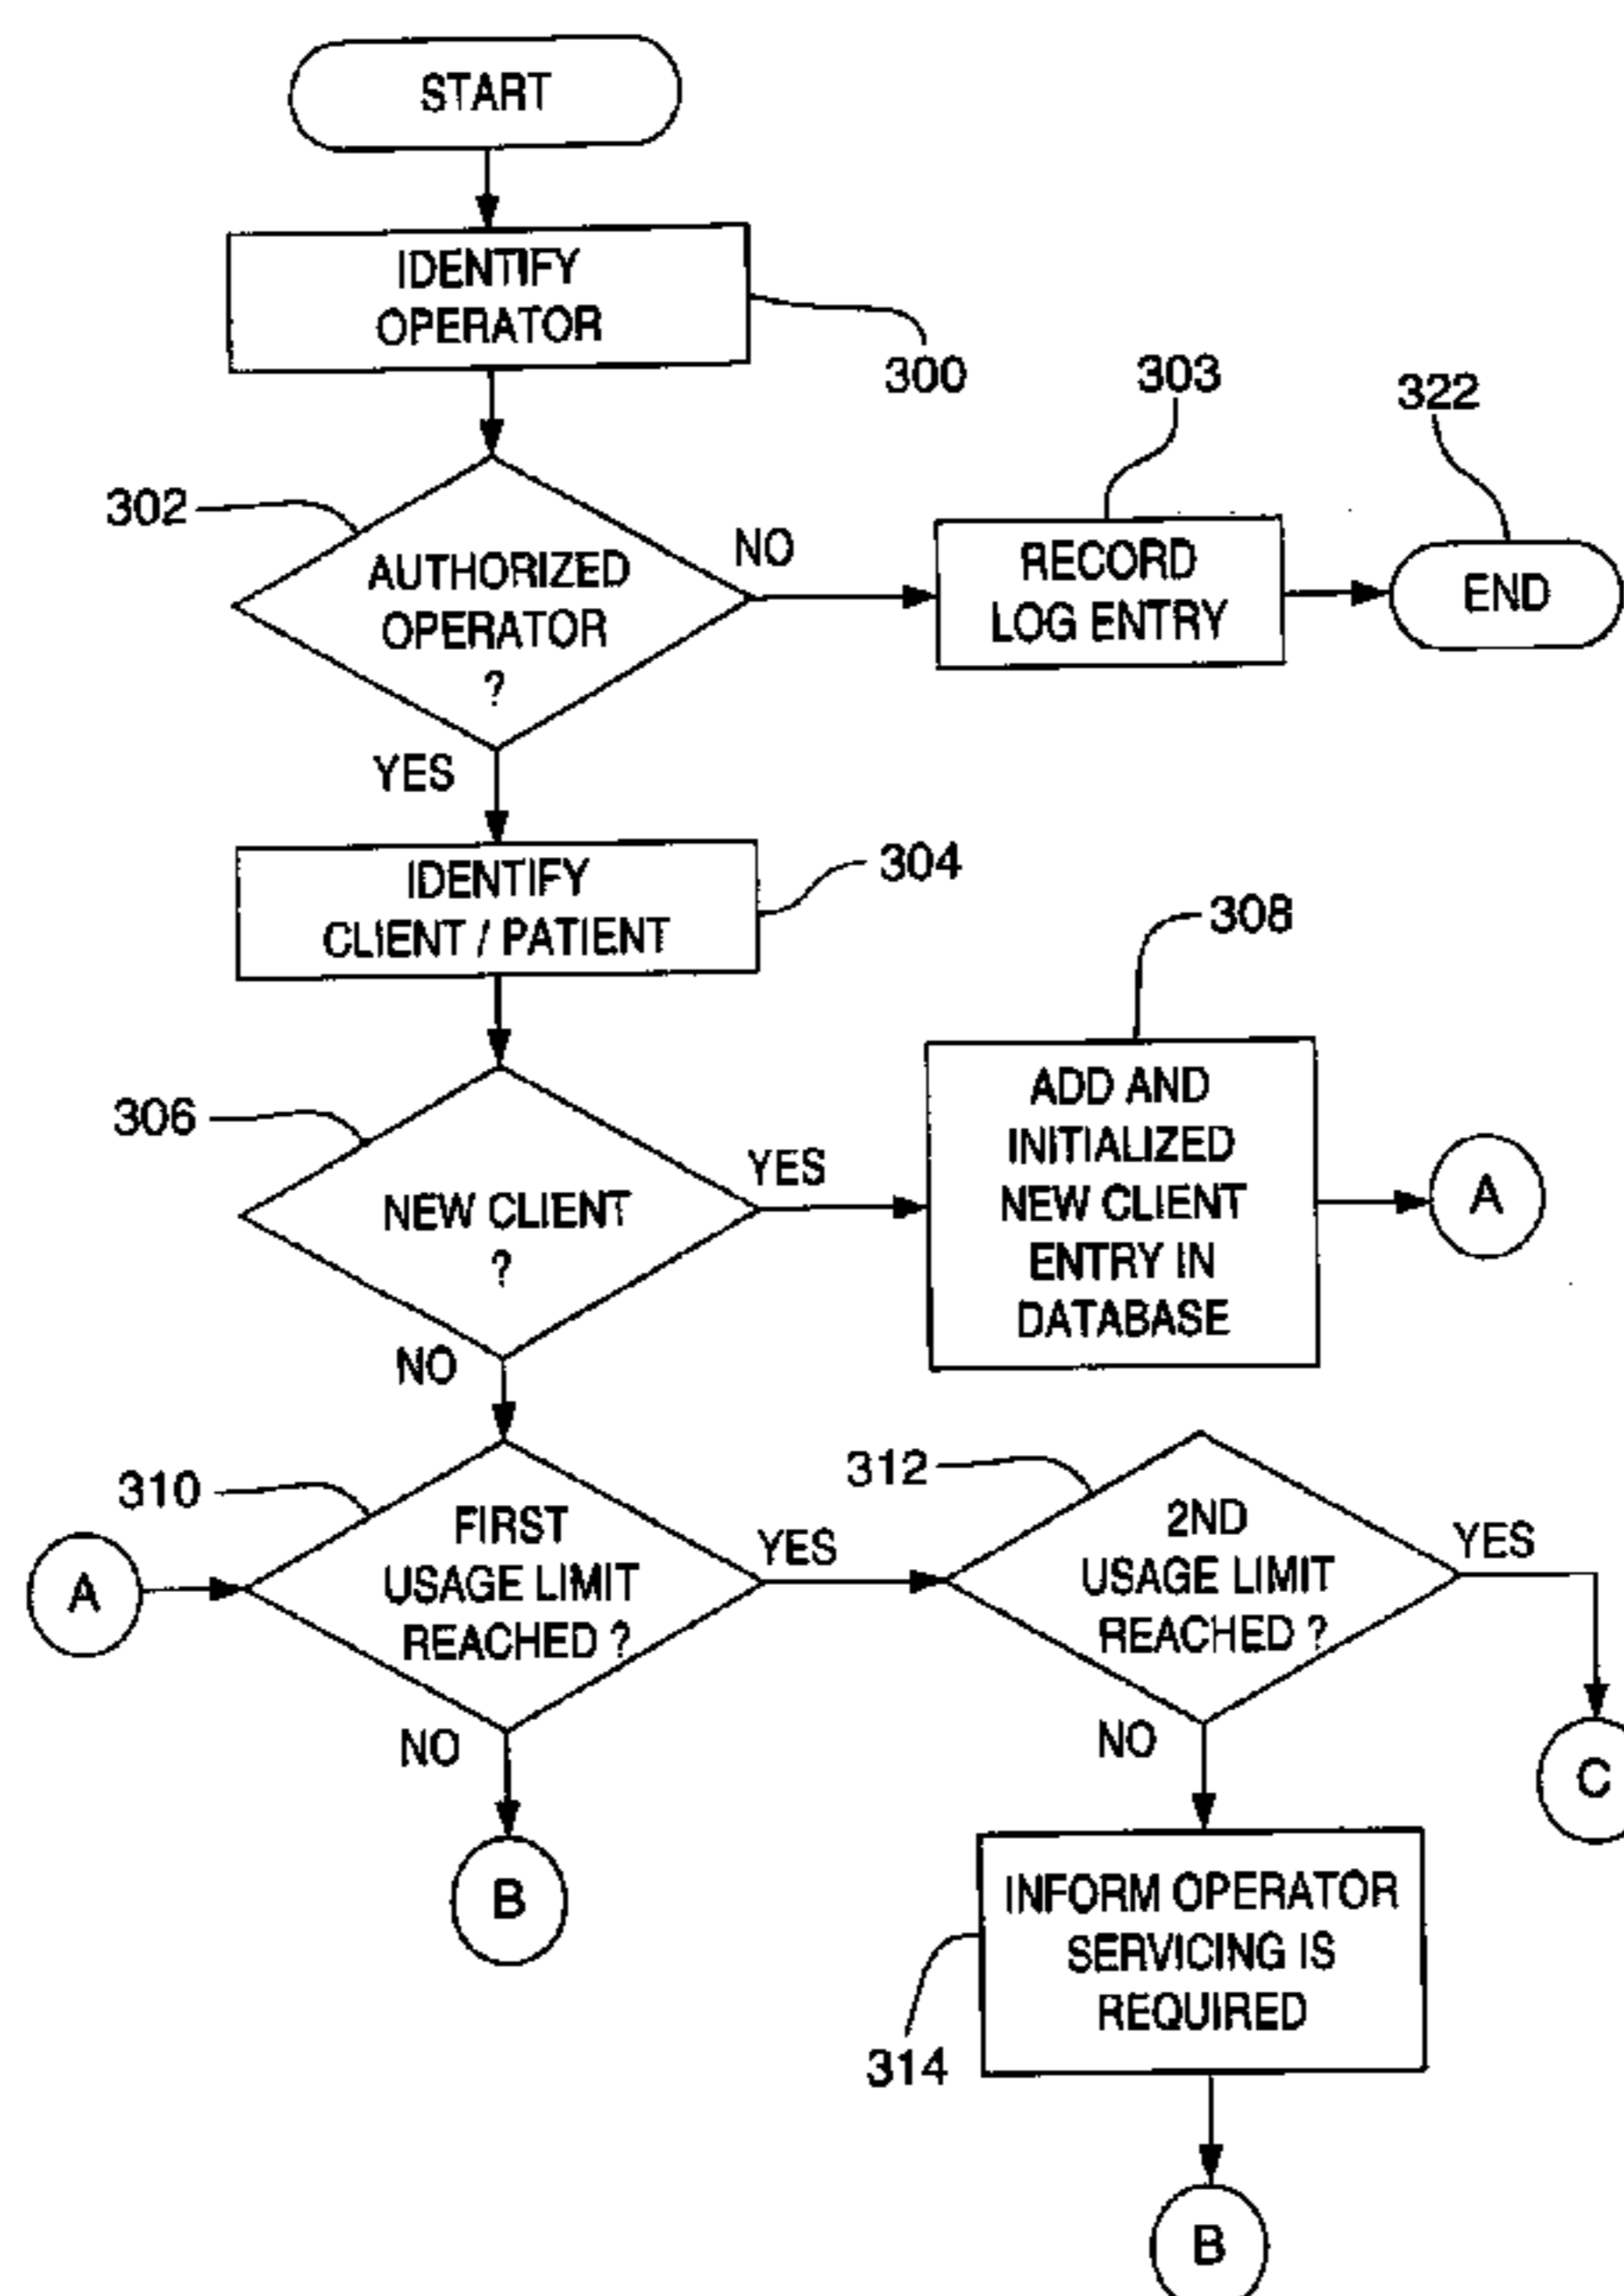 START
IDENTIFY
OPERATOR
300
303
322
302
AUTHORIZED
OPERATOR
?
NO
RECORD
LOG ENTRY
END
YES
IDENTIFY
CLIENT / PATIENT
304
308
306
NEW CLIENT
?
YES
ADD AND
INITIALIZED
NEW CLIENT
ENTRY IN
DATABASE
A
NO
310
A
FIRST
USAGE LIMIT
REACHED ?
YES
312
2ND
USAGE LIMIT
REACHED ?
YES
NO
B
NO
C
INFORM OPERATOR
SERVICING IS
REQUIRED
314
B